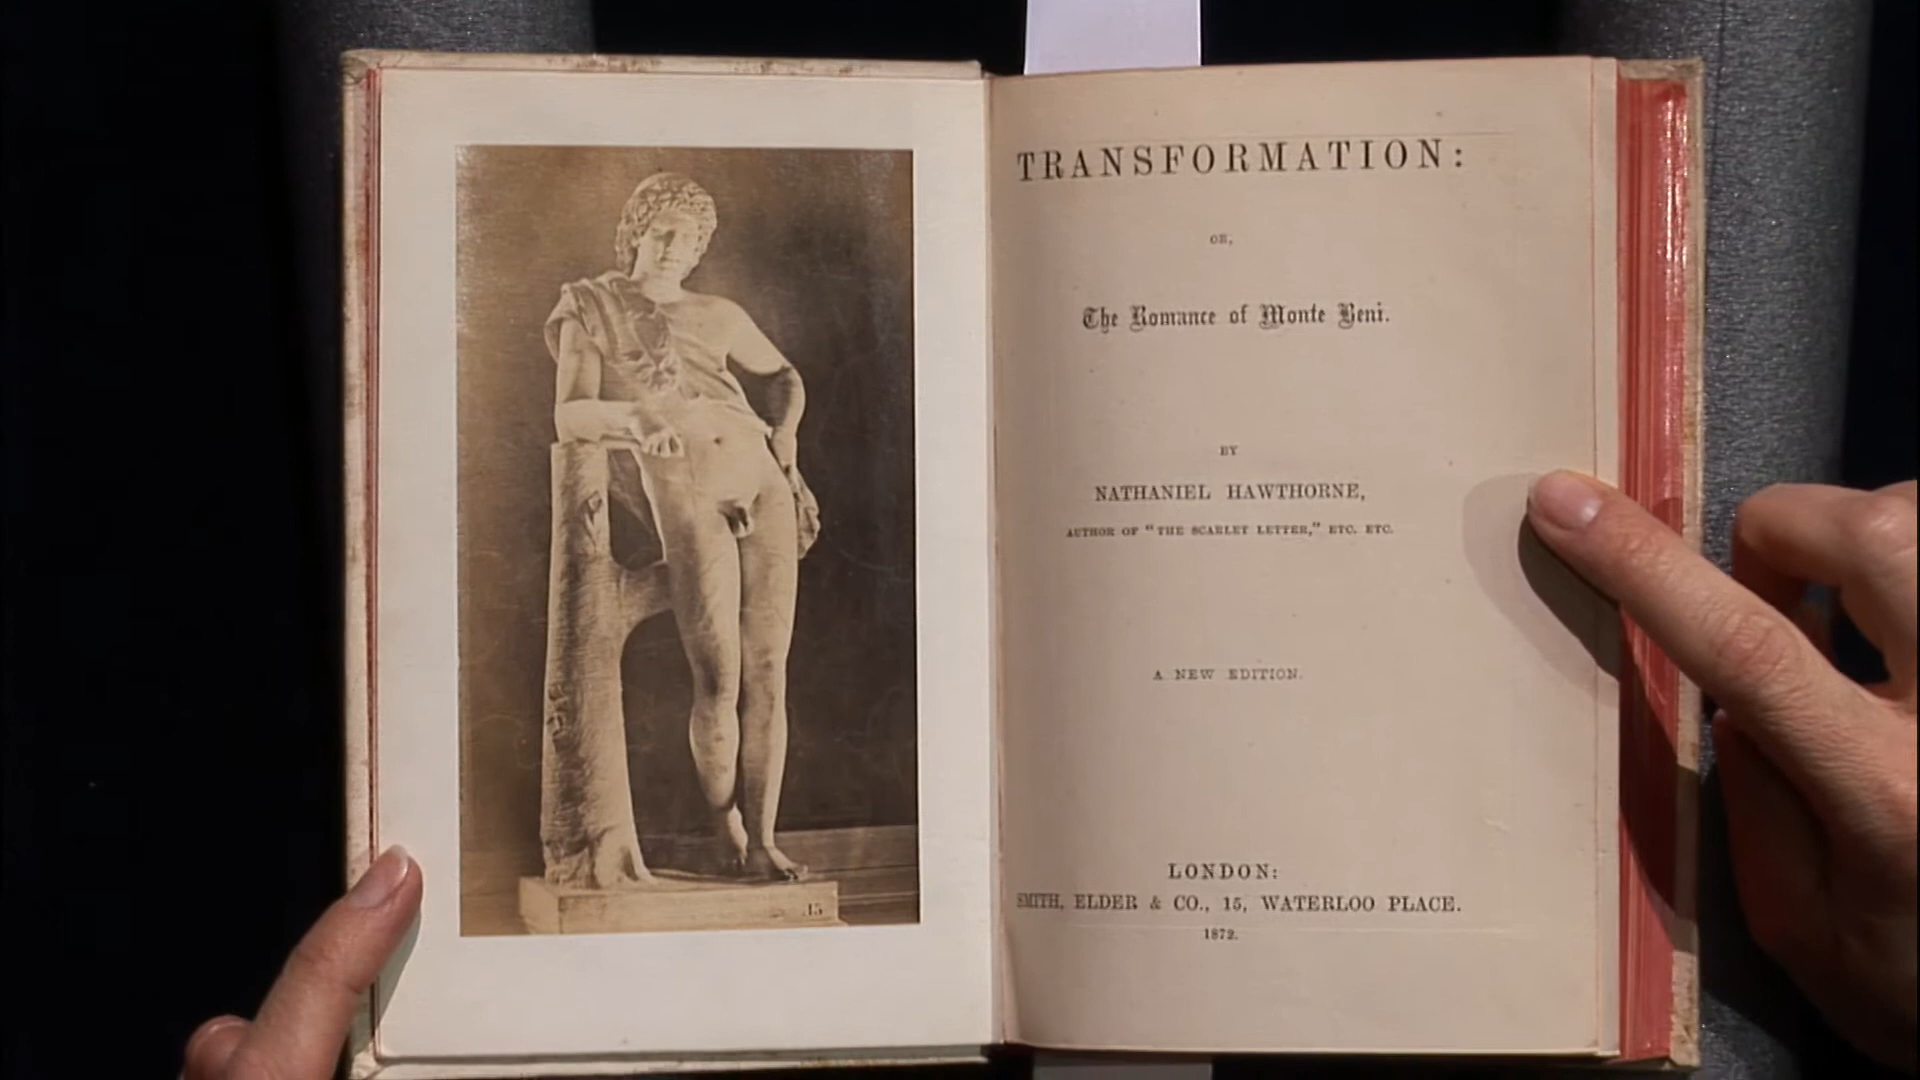 TRANSFORMATION:
OR,
The Romance of Monte Beni.
BY
NATHANIEL HAWTHORNE,
AUTHOR OF "THE SCARLET LETTER," ETC. ETC.
A NEW EDITION.
LONDON:
SMITH, ELDER & CO., 15, WATERLOO PLACE.
1872.
15